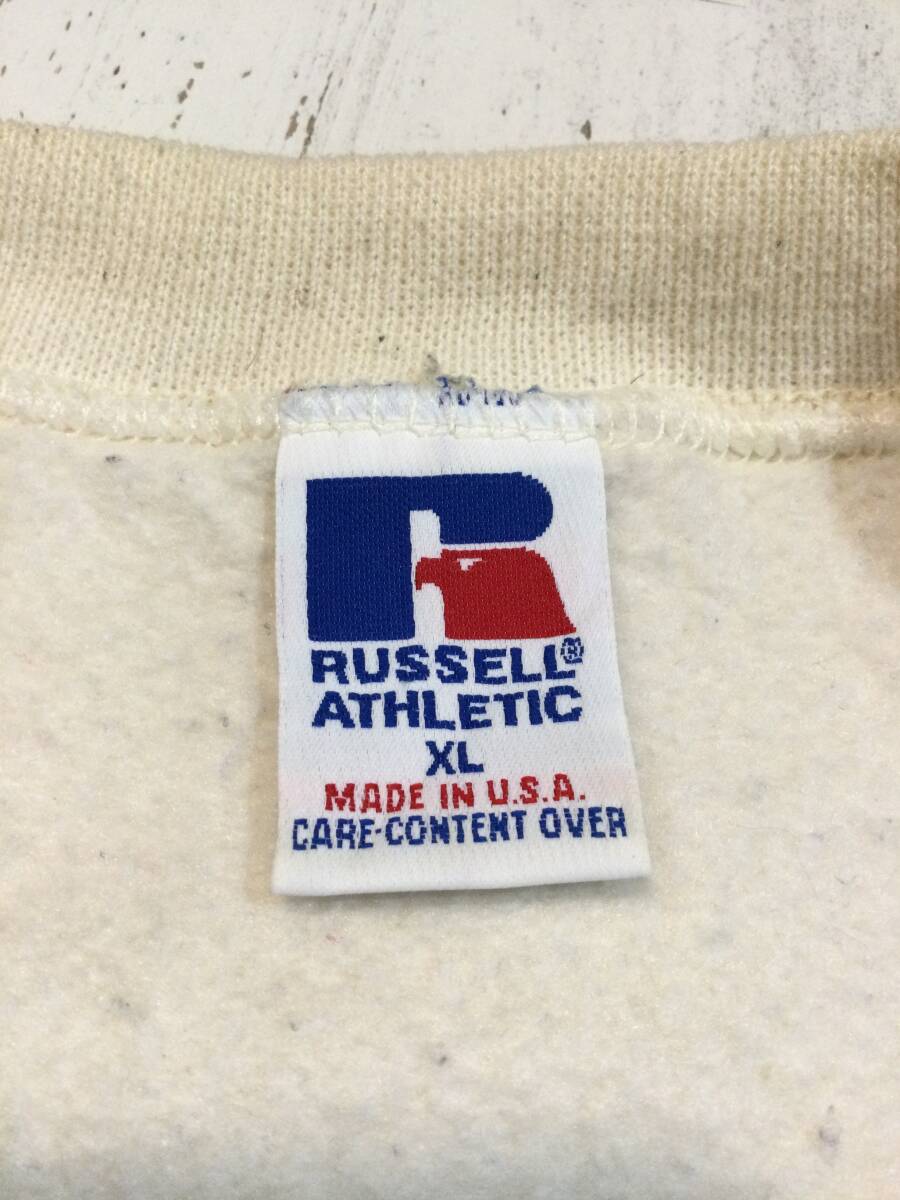 RUSSELL®
ATHLETIC
XL
MADE IN U.S.A.
CARE-CONTENT OVER